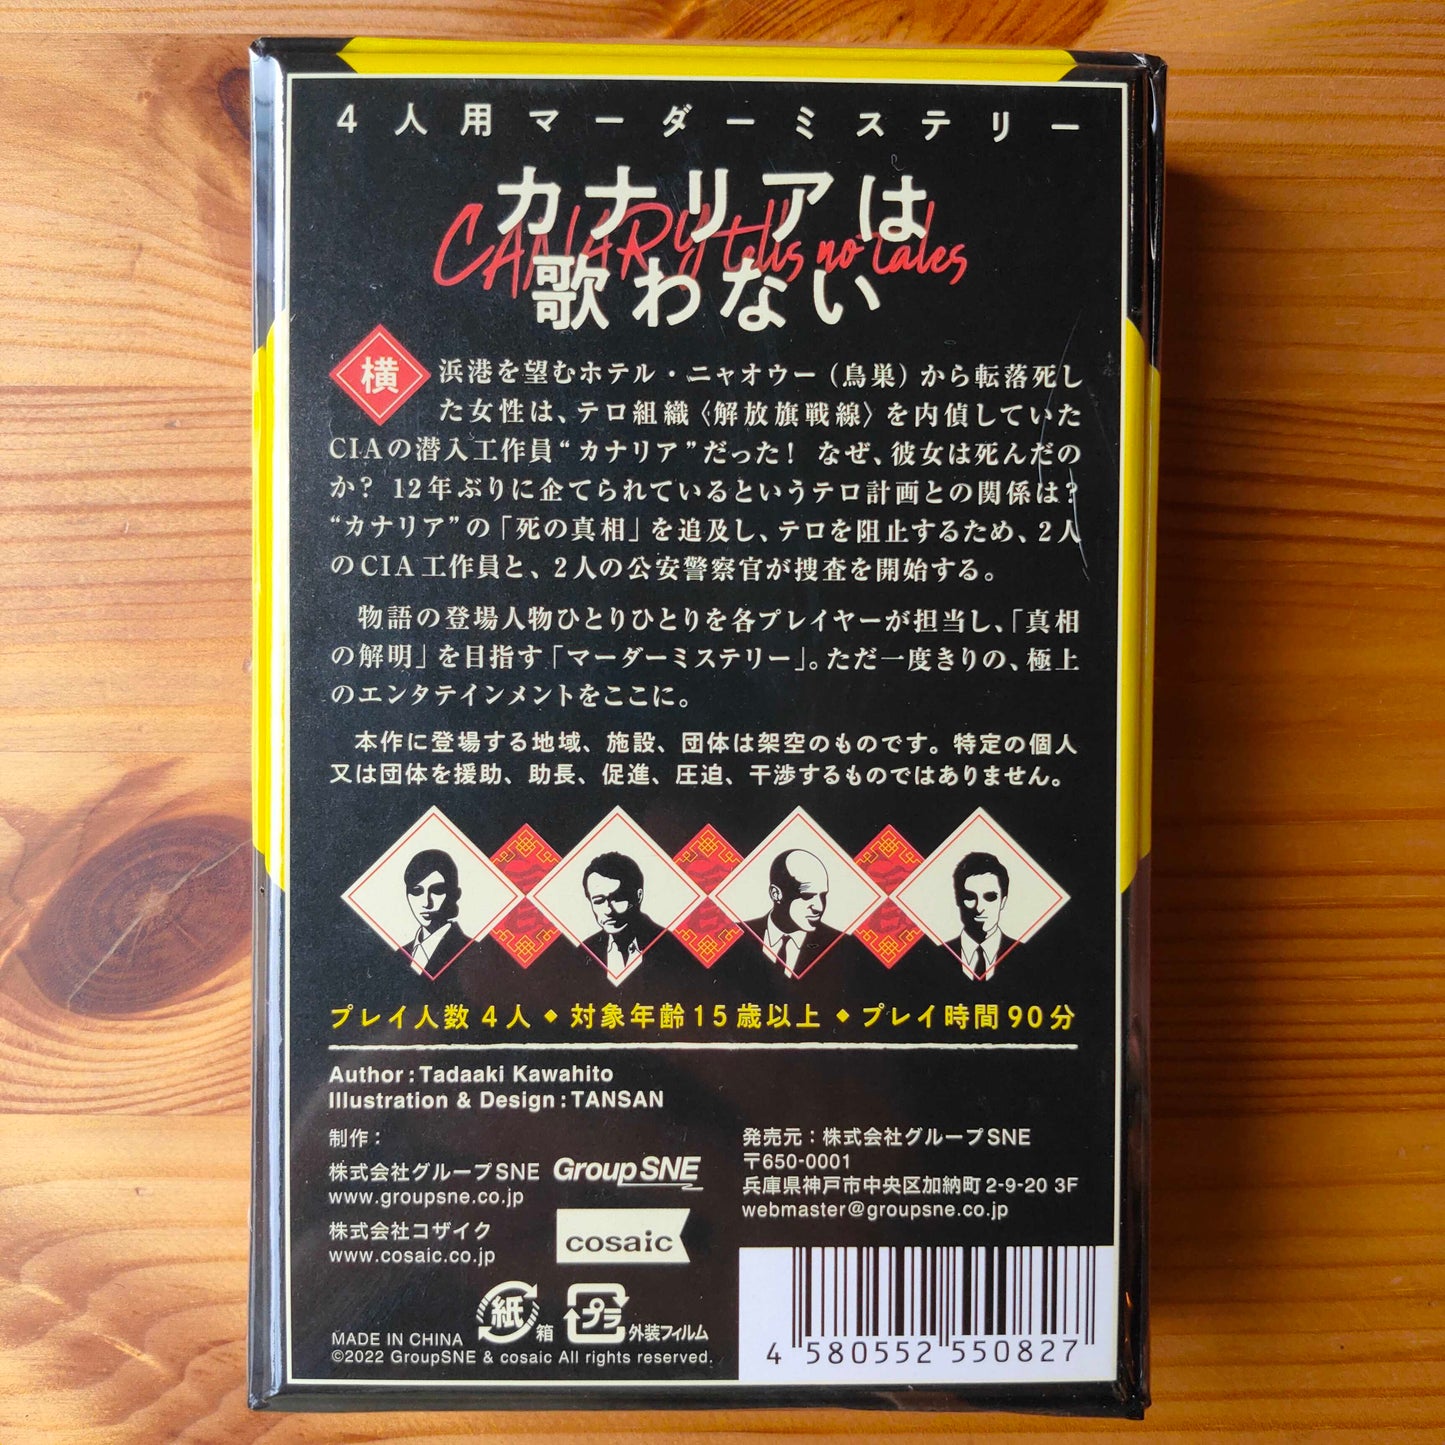 4人用マーダーミステリー
カナリアは
CANARY tells no tales
歌わない
横浜港を望むホテル・ニャオウー（鳥巣）から転落死し
た女性は、テロ組織〈解放旗戦線〉を内偵していた
CIAの潜入工作員“カナリア”だった！ なぜ、彼女は死んだの
か？ 12年ぶりに企てられているというテロ計画との関係は？
“カナリア”の「死の真相」を追及し、テロを阻止するため、2人
のCIA工作員と、2人の公安警察官が捜査を開始する。
物語の登場人物ひとりひとりを各プレイヤーが担当し、「真相
の解明」を目指す「マーダーミステリー」。ただ一度きりの、極上
のエンタテインメントをここに。
本作に登場する地域、施設、団体は架空のものです。特定の個人
又は団体を援助、助長、促進、圧迫、干渉するものではありません。
プレイ人数4人◆対象年齢15歳以上◆プレイ時間90分
Author：Tadaaki Kawahito
Illustration & Design：TANSAN
制作：
株式会社グループSNE GroupSNE
www.groupsne.co.jp
株式会社コザイク
www.cosaic.co.jp
cosaic
発売元：株式会社グループSNE
〒650-0001
兵庫県神戸市中央区加納町2-9-20 3F
webmaster@groupsne.co.jp
紙 箱 プラ 外装フィルム
MADE IN CHINA
©2022 GroupSNE & cosaic All rights reserved.
4 580552 550827